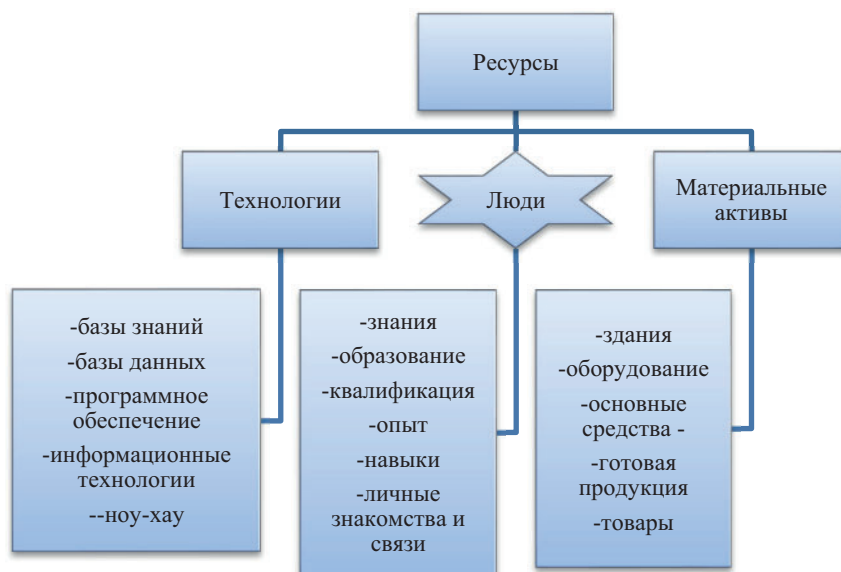 Ресурсы
Технологии
Люди
Материальные
активы
-базы знаний
-базы данных
-программное
обеспечение
-информационные
технологии
--ноу-хау
-знания
-образование
-квалификация
-опыт
-навыки
-личные
знакомства и
связи
-здания
-оборудование
-основные
средства -
-готовая
продукция
-товары